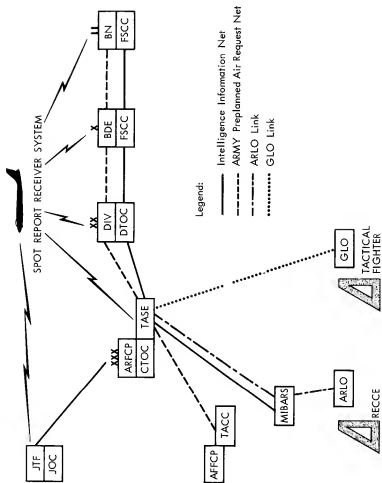 SPOT REPORT RECEIVER SYSTEM
JTF
JOC
XXX
ARFCP
CTOC
TASE
XX
DIV
DTOC
X
BDE
FSCC
II
BN
FSCC
AFFCP
TACC
MIBARS
ARLO
RECCE
GLO
TACTICAL
FIGHTER
Legend:
Intelligence Information Net
ARMY Preplanned Air Request Net
ARLO Link
GLO Link